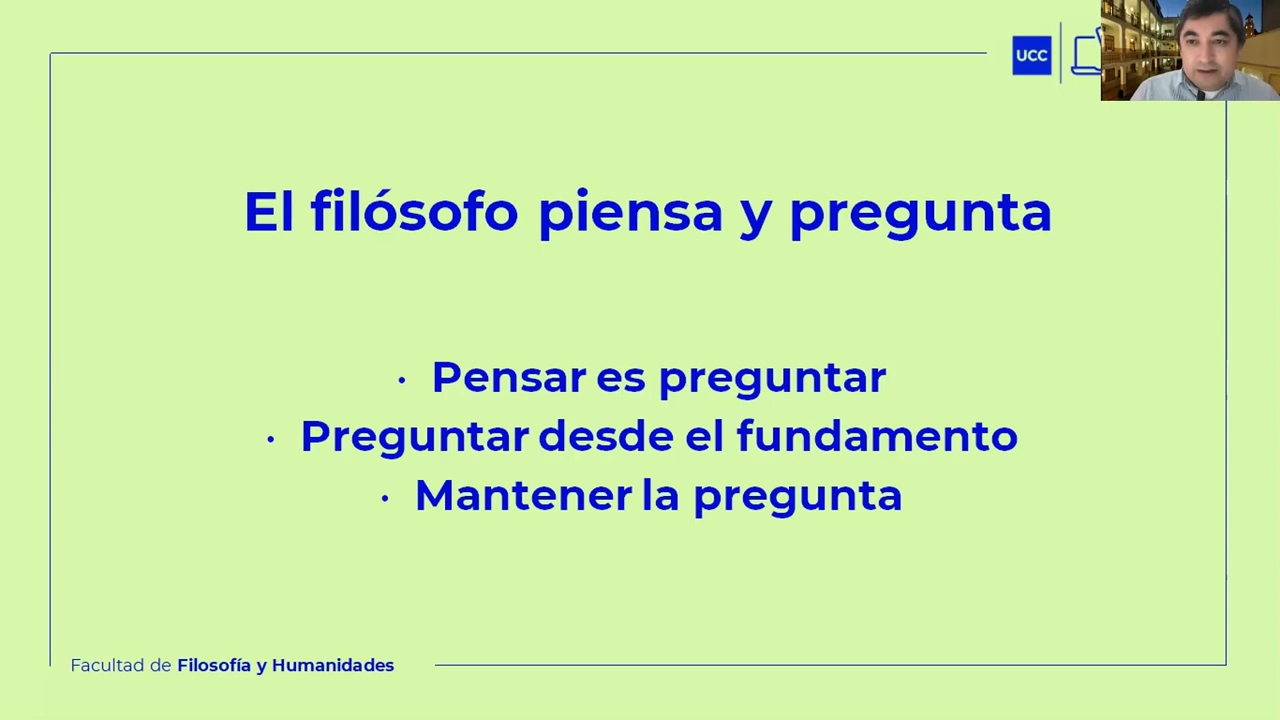 UCC
El filósofo piensa y pregunta
· Pensar es preguntar
· Preguntar desde el fundamento
· Mantener la pregunta
Facultad de Filosofía y Humanidades